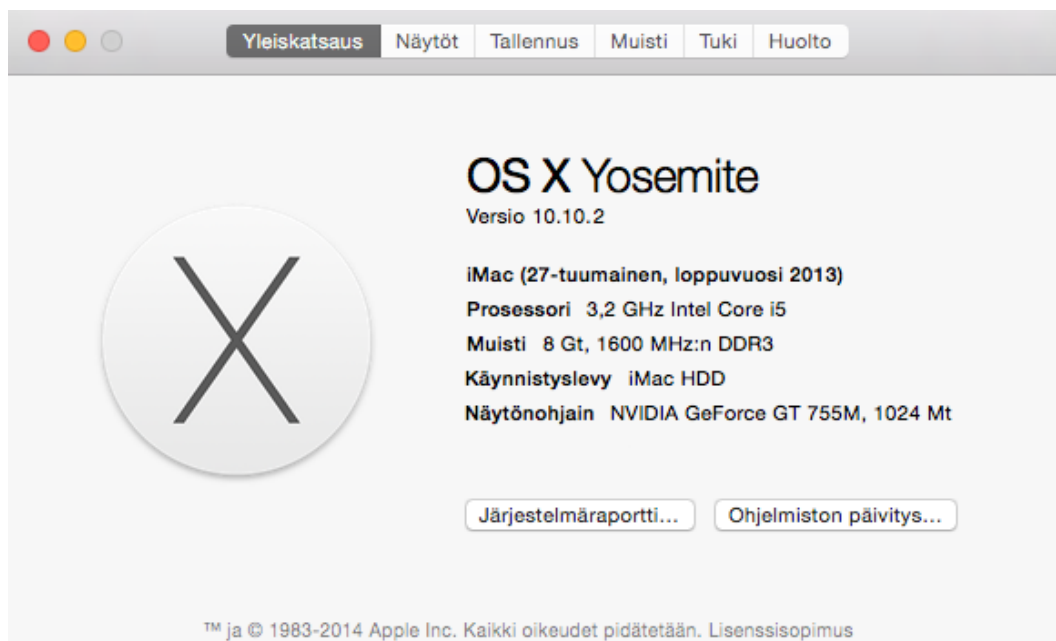 Yleiskatsaus Näytöt Tallennus Muisti Tuki Huolto
OS X Yosemite
Versio 10.10.2
iMac (27-tuumainen, loppuvuosi 2013)
Prosessori 3,2 GHz Intel Core i5
Muisti 8 Gt, 1600 MHz:n DDR3
Käynnistyslevy iMac HDD
Näytönohjain NVIDIA GeForce GT 755M, 1024 Mt
Järjestelmäraportti... Ohjelmiston päivitys...
™ ja © 1983-2014 Apple Inc. Kaikki oikeudet pidätetään. Lisenssisopimus